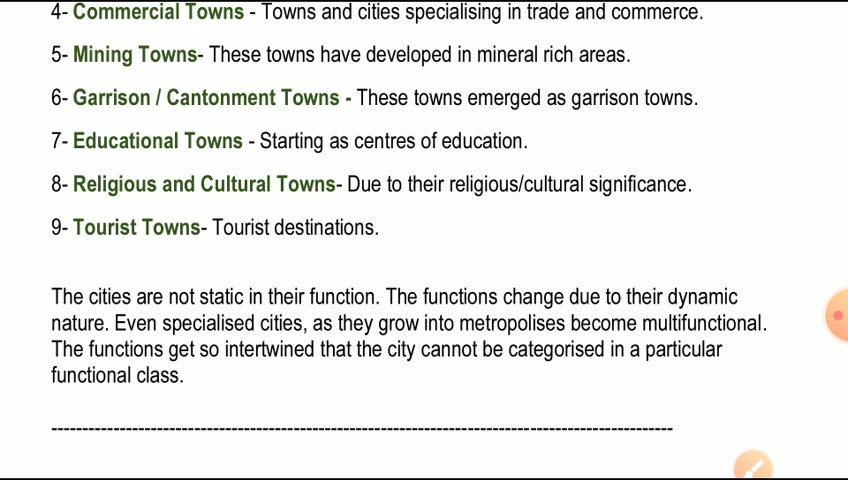 4- Commercial Towns - Towns and cities specialising in trade and commerce.
5- Mining Towns- These towns have developed in mineral rich areas.
6- Garrison / Cantonment Towns - These towns emerged as garrison towns.
7- Educational Towns - Starting as centres of education.
8- Religious and Cultural Towns- Due to their religious/cultural significance.
9- Tourist Towns- Tourist destinations.
The cities are not static in their function. The functions change due to their dynamic
nature. Even specialised cities, as they grow into metropolises become multifunctional.
The functions get so intertwined that the city cannot be categorised in a particular
functional class.
----------------------------------------------------------------------------------------------------